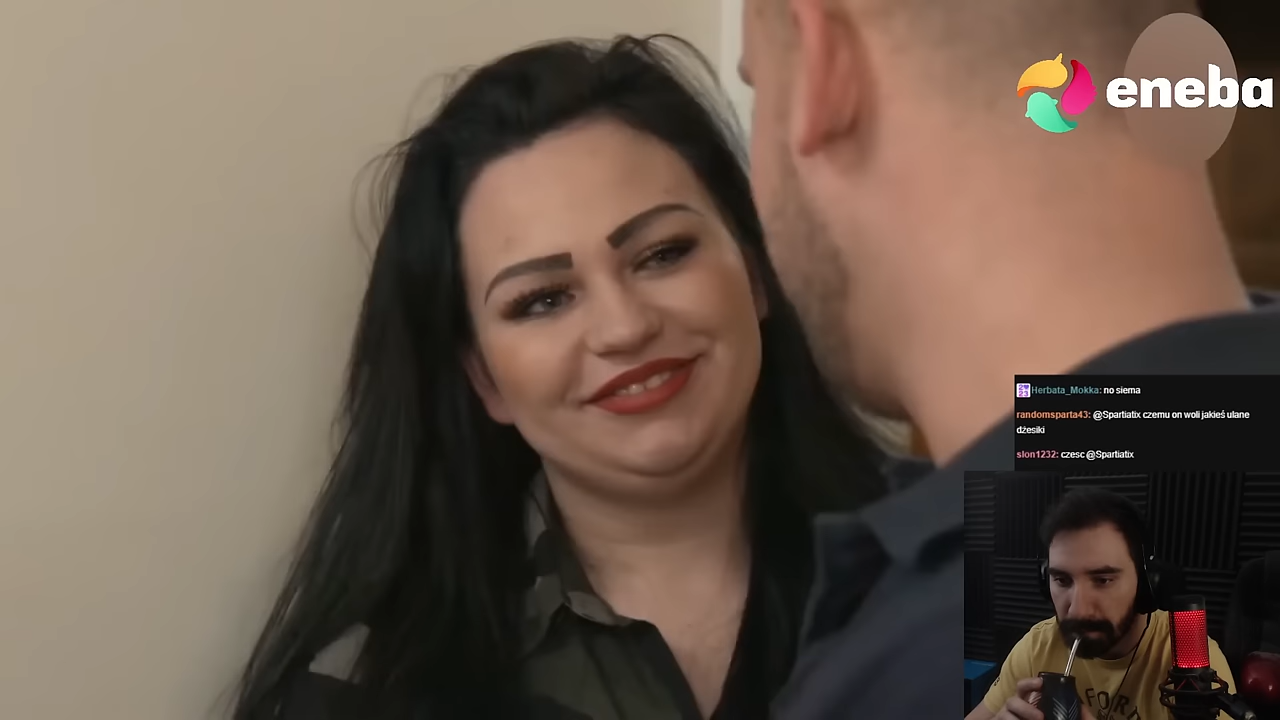 eneba
Herbata_Mokka: no siema
randomsparta43: @Spartiatix czemu on woli jakieś ulane
dżesiki
slon1232: czesc @Spartiatix